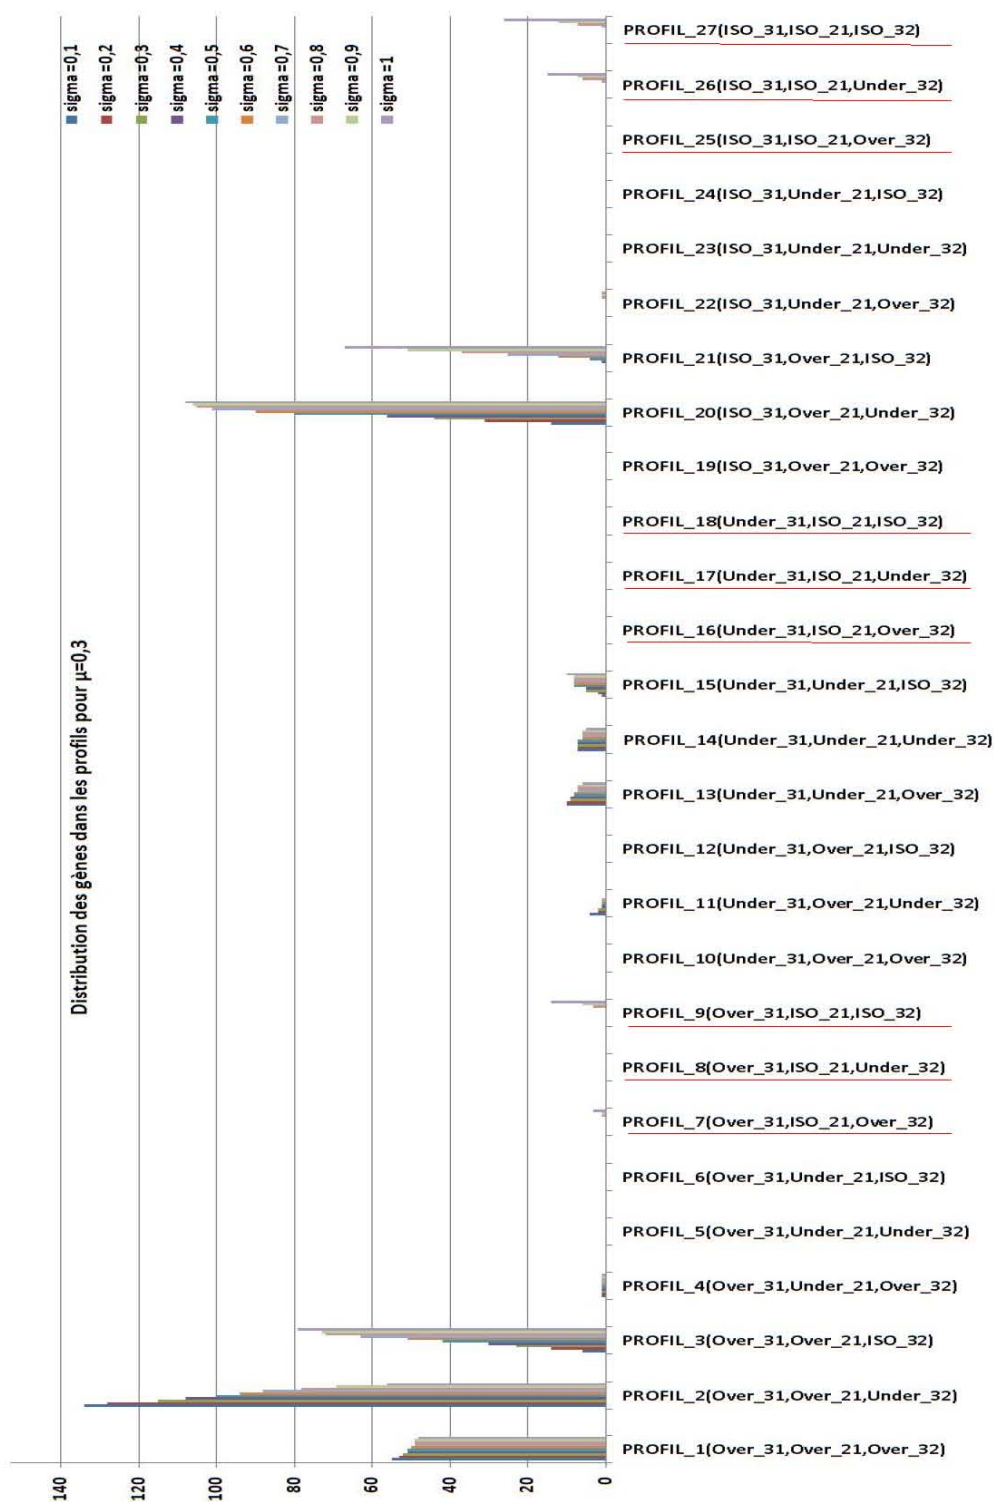 Distribution des gènes dans les profils pour µ=0,3
sigma=0,1
sigma=0,2
sigma=0,3
sigma=0,4
sigma=0,5
sigma=0,6
sigma=0,7
sigma=0,8
sigma=0,9
sigma=1
140
120
100
80
60
40
20
0
PROFIL_1(Over_31,Over_21,Over_32)
PROFIL_2(Over_31,Over_21,Under_32)
PROFIL_3(Over_31,Over_21,ISO_32)
PROFIL_4(Over_31,Under_21,Over_32)
PROFIL_5(Over_31,Under_21,Under_32)
PROFIL_6(Over_31,Under_21,ISO_32)
PROFIL_7(Over_31,ISO_21,Over_32)
PROFIL_8(Over_31,ISO_21,Under_32)
PROFIL_9(Over_31,ISO_21,ISO_32)
PROFIL_10(Under_31,Over_21,Over_32)
PROFIL_11(Under_31,Over_21,Under_32)
PROFIL_12(Under_31,Over_21,ISO_32)
PROFIL_13(Under_31,Under_21,Over_32)
PROFIL_14(Under_31,Under_21,Under_32)
PROFIL_15(Under_31,Under_21,ISO_32)
PROFIL_16(Under_31,ISO_21,Over_32)
PROFIL_17(Under_31,ISO_21,Under_32)
PROFIL_18(Under_31,ISO_21,ISO_32)
PROFIL_19(ISO_31,Over_21,Over_32)
PROFIL_20(ISO_31,Over_21,Under_32)
PROFIL_21(ISO_31,Over_21,ISO_32)
PROFIL_22(ISO_31,Under_21,Over_32)
PROFIL_23(ISO_31,Under_21,Under_32)
PROFIL_24(ISO_31,Under_21,ISO_32)
PROFIL_25(ISO_31,ISO_21,Over_32)
PROFIL_26(ISO_31,ISO_21,Under_32)
PROFIL_27(ISO_31,ISO_21,ISO_32)